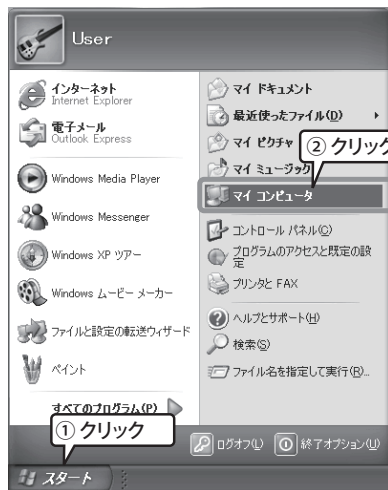 User
インターネット
Internet Explorer
電子メール
Outlook Express
Windows Media Player
Windows Messenger
Windows XP ツアー
Windows ムービー メーカー
ファイルと設定の転送ウィザード
ペイント
すべてのプログラム(P)
マイ ドキュメント
最近使ったファイル(D)
マイ ピクチャ
② クリック
マイ ミュージック
マイ コンピュータ
コントロール パネル(C)
プログラムのアクセスと既定の設
定
プリンタと FAX
ヘルプとサポート(H)
検索(S)
ファイル名を指定して実行(R)...
① クリック
ログオフ(L)
終了オプション(U)
スタート